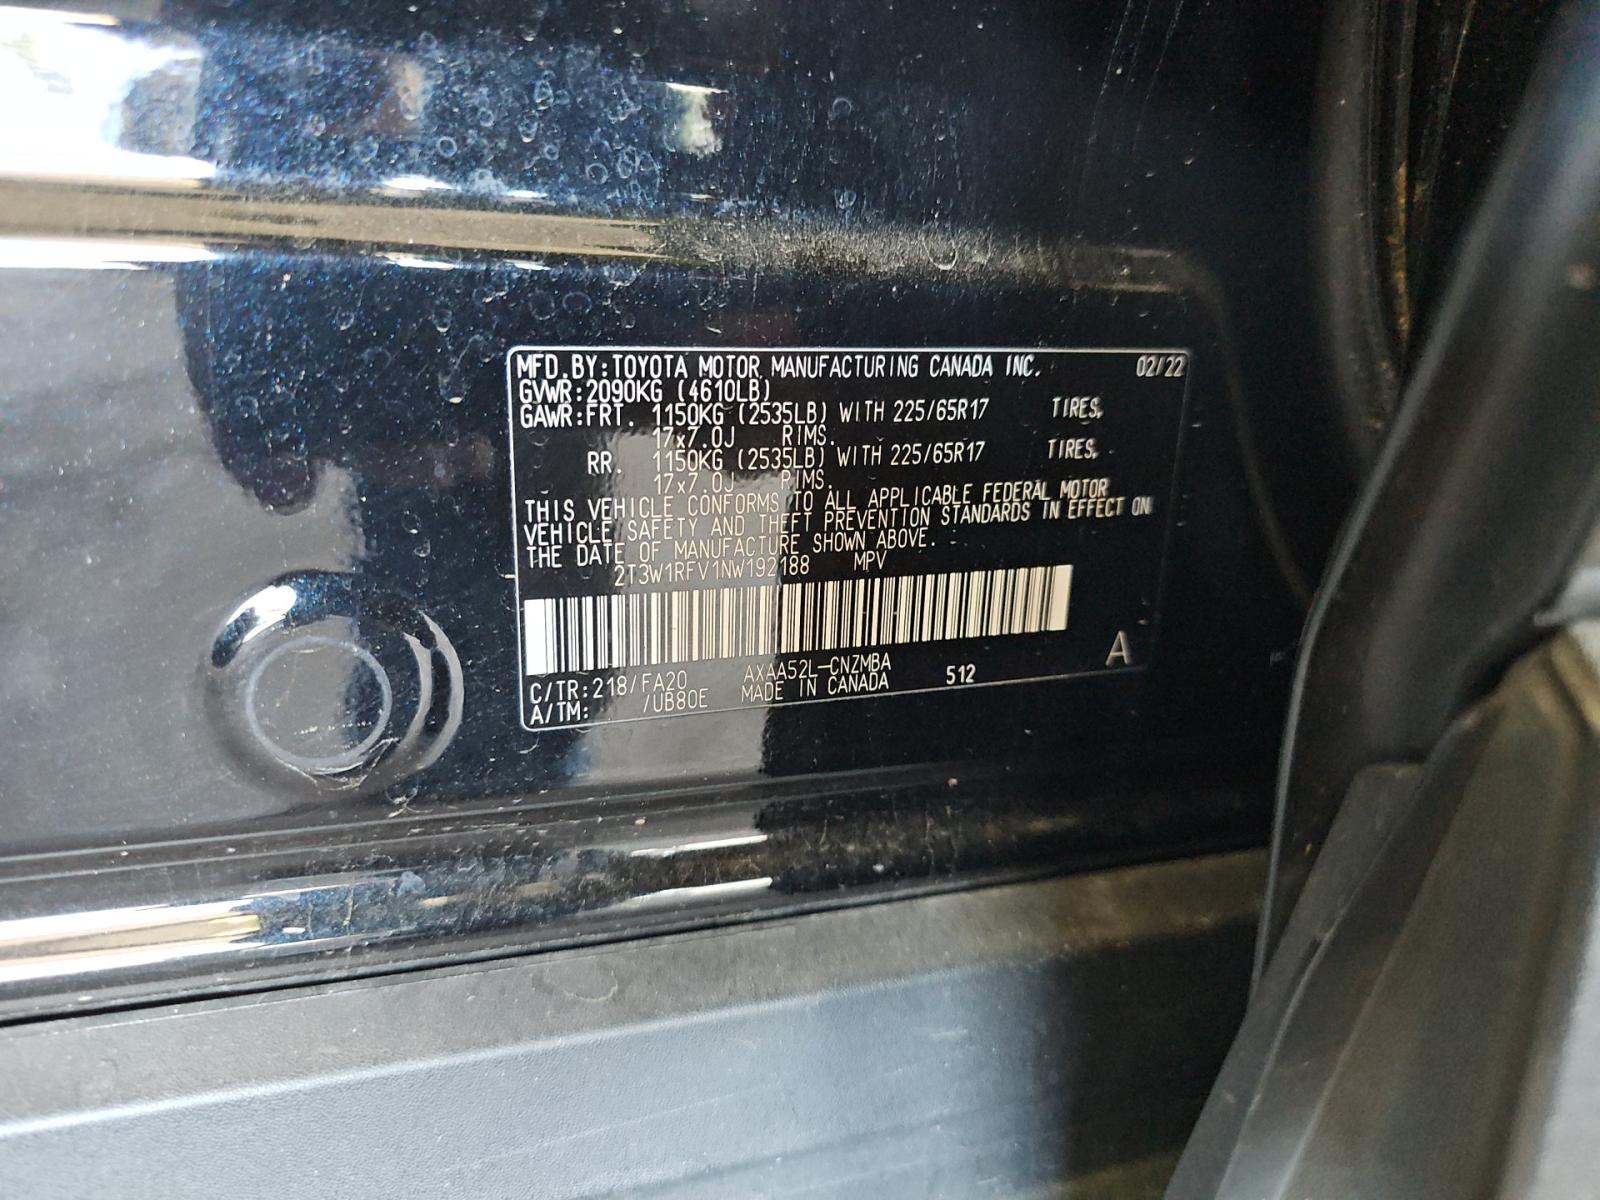 MFD.BY:TOYOTA MOTOR MANUFACTURING CANADA INC. 02/22
GVWR:2090KG (4610LB)
GAWR:FRT. 1150KG (2535LB) WITH 225/65R17 TIRES,
17x7.0J RIMS.
RR. 1150KG (2535LB) WITH 225/65R17 TIRES,
17x7.0J RIMS.
THIS VEHICLE CONFORMS TO ALL APPLICABLE FEDERAL MOTOR
VEHICLE SAFETY AND THEFT PREVENTION STANDARDS IN EFFECT ON
THE DATE OF MANUFACTURE SHOWN ABOVE.
2T3W1RFV1NW192188 MPV
A
C/TR:218/FA20 AXAA52L-CNZMBA 512
A/TM: /UB80E MADE IN CANADA